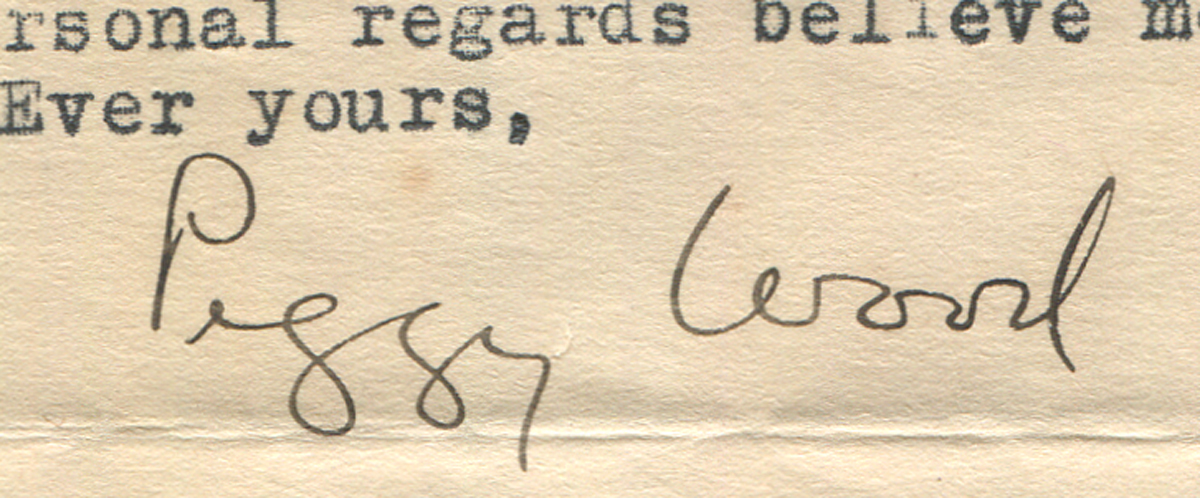 rsonal regards believe m
Ever yours,
Peggy Wood